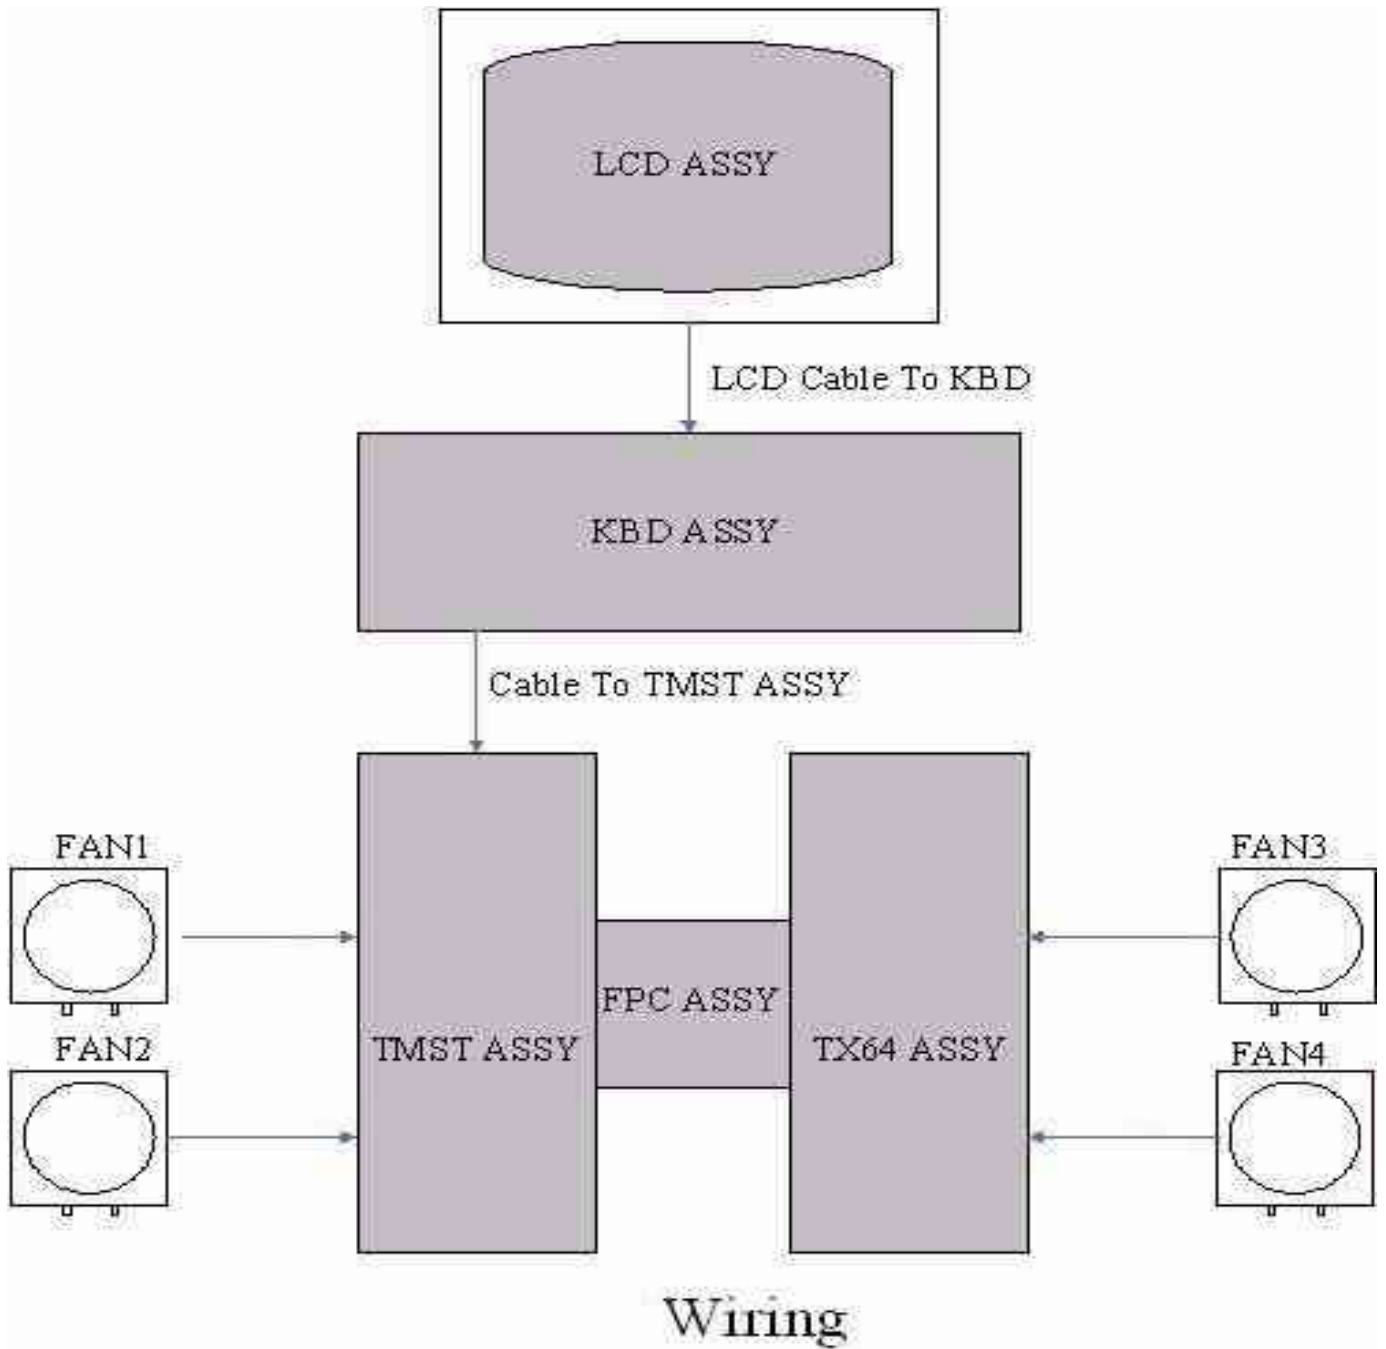 LCD ASSY
LCD Cable To KBD
KBD ASSY
Cable To TMST ASSY
FAN1
FAN3
FPC ASSY
FAN2
TMST ASSY
TX64 ASSY
FAN4
Wiring